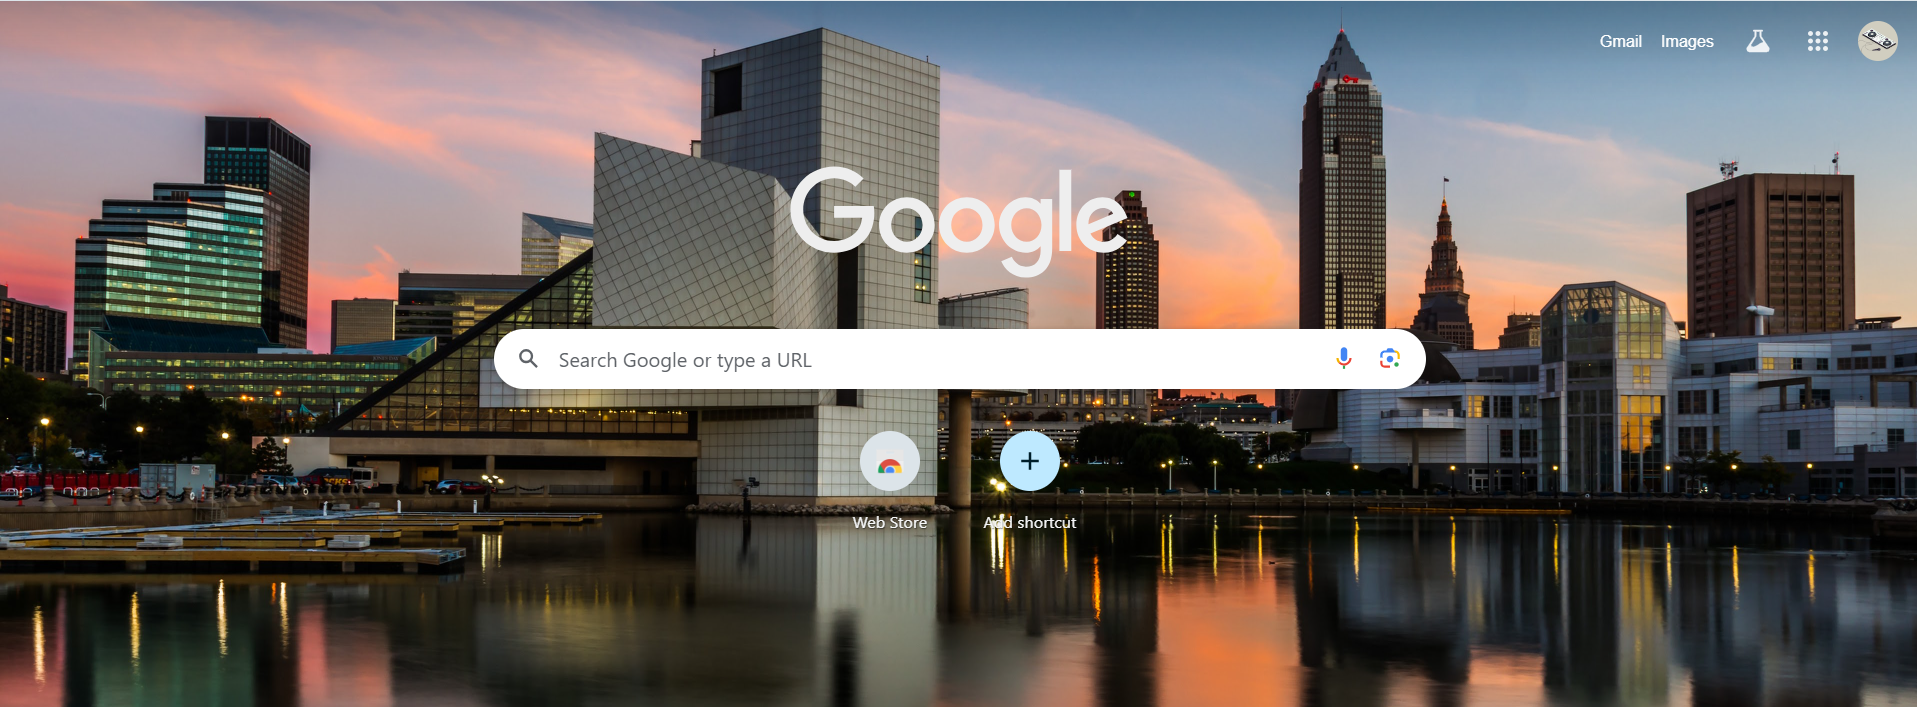 Gmail Images
Google
Search Google or type a URL
Web Store
Add shortcut